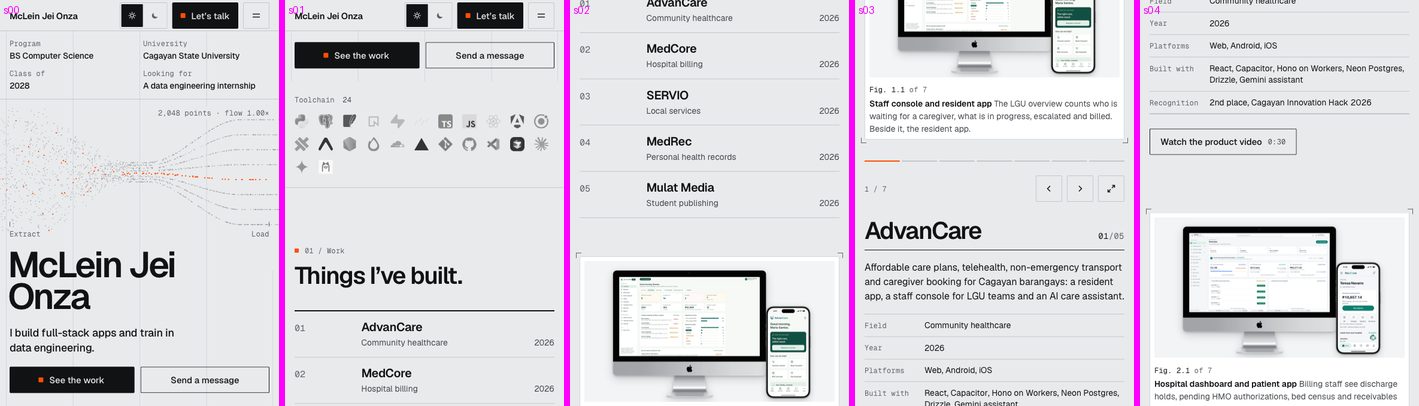 s00
McLein Jei Onza
Let's talk
Program
BS Computer Science
University
Cagayan State University
Class of
2028
Looking for
A data engineering internship
2,048 points · flow 1.00×
Extract
Load
McLein Jei
Onza
I build full-stack apps and train in
data engineering.
See the work
Send a message
s01
McLein Jei Onza
Let's talk
See the work
Send a message
Toolchain 24
TS
JS
01 / Work
Things I've built.
01
AdvanCare
Community healthcare
2026
02
MedCore
Hospital billing
2026
s02
01
AdvanCare
Community healthcare
2026
02
MedCore
Hospital billing
2026
03
SERVIO
Local services
2026
04
MedRec
Personal health records
2026
05
Mulat Media
Student publishing
2026
s03
Fig. 1.1 of 7
Staff console and resident app The LGU overview counts who is
waiting for a caregiver, what is in progress, escalated and billed.
Beside it, the resident app.
1 / 7
AdvanCare
01/05
Affordable care plans, telehealth, non-emergency transport
and caregiver booking for Cagayan barangays: a resident
app, a staff console for LGU teams and an AI care assistant.
Field
Community healthcare
Year
2026
Platforms
Web, Android, iOS
Built with
React, Capacitor, Hono on Workers, Neon Postgres,
Drizzle, Gemini assistant
s04
Field
Community healthcare
Year
2026
Platforms
Web, Android, iOS
Built with
React, Capacitor, Hono on Workers, Neon Postgres,
Drizzle, Gemini assistant
Recognition
2nd place, Cagayan Innovation Hack 2026
Watch the product video 0:30
Fig. 2.1 of 7
Hospital dashboard and patient app Billing staff see discharge
holds, pending HMO authorizations, bed census and receivables